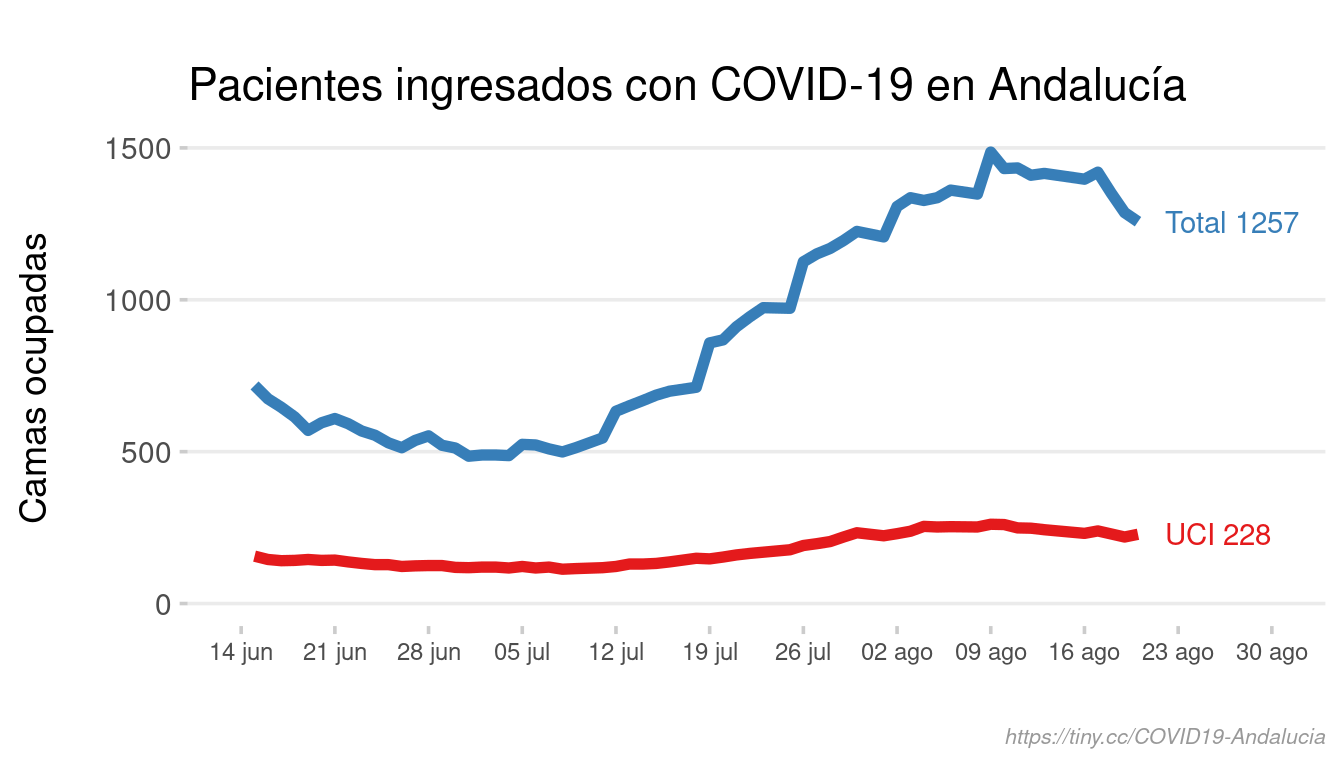 Pacientes ingresados con COVID-19 en Andalucía
Camas ocupadas
1500
1000
500
0
Total 1257
UCI 228
14 jun 21 jun 28 jun 05 jul 12 jul 19 jul 26 jul 02 ago 09 ago 16 ago 23 ago 30 ago
https://tiny.cc/COVID19-Andalucia